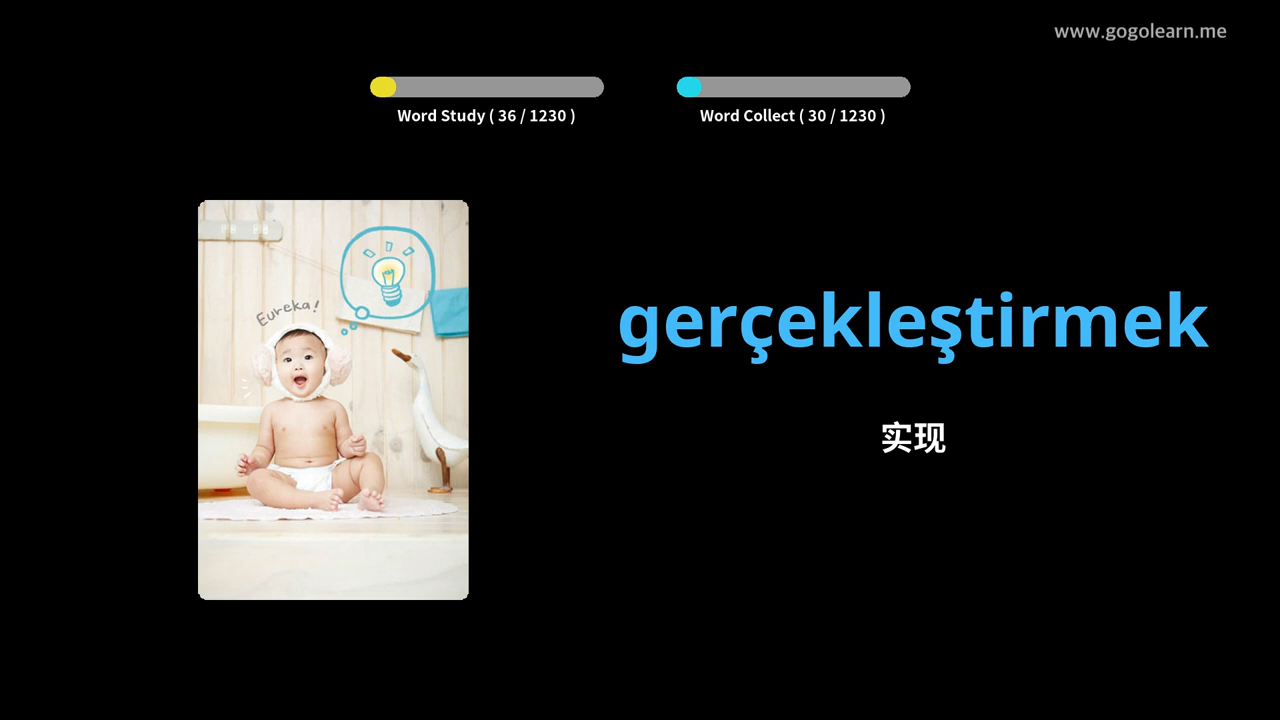 www.gogolearn.me
Word Study ( 36 / 1230 )
Word Collect ( 30 / 1230 )
Eureka!
gerçekleştirmek
实现